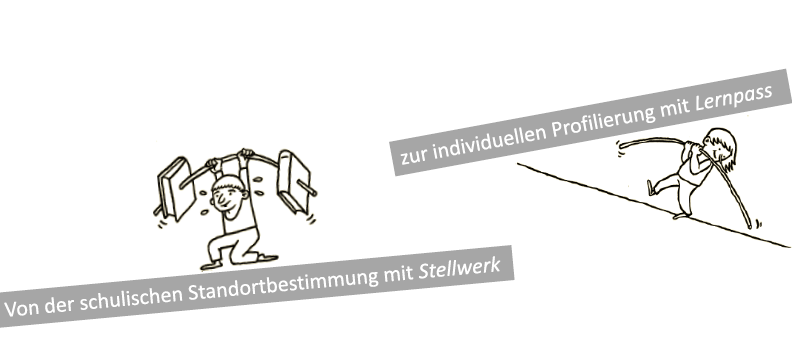 Von der schulischen Standortbestimmung mit Stellwerk
zur individuellen Profilierung mit Lernpass